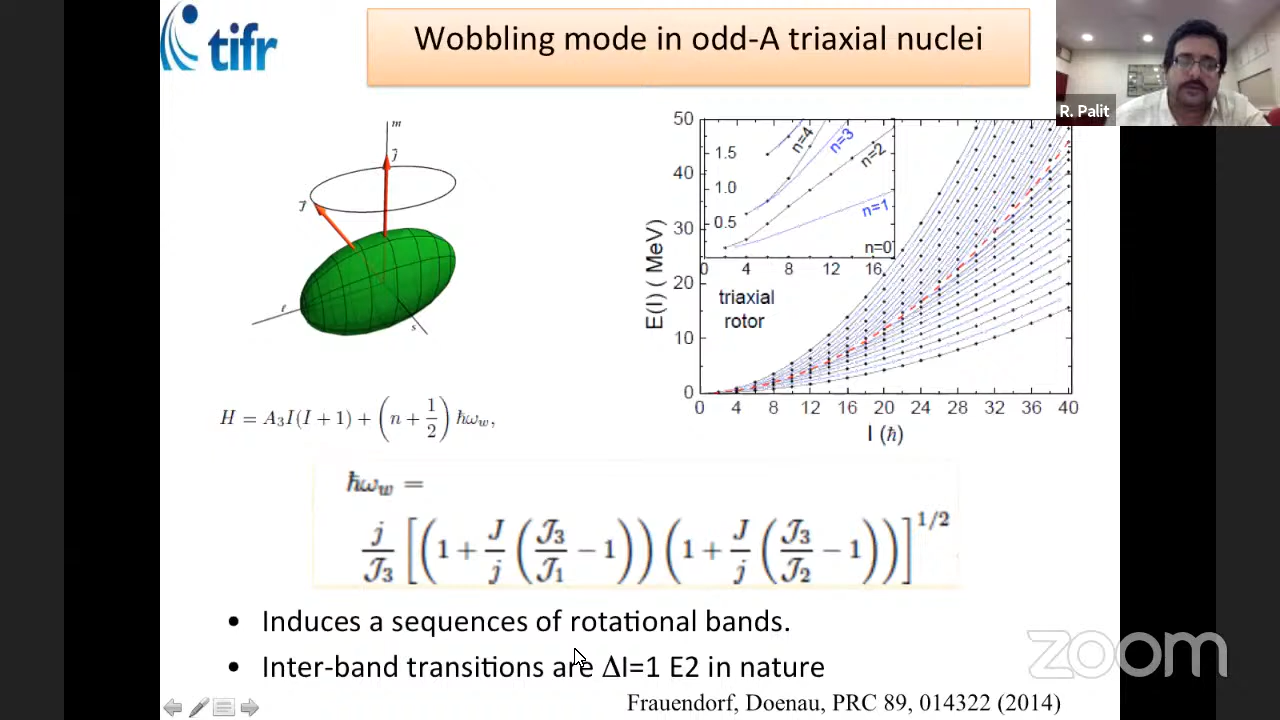 tifr
Wobbling mode in odd-A triaxial nuclei
R. Palit
m
j
J
ℓ
s
50
40
30
20
10
0
E(I) ( MeV)
1.5
1.0
0.5
n=4
n=3
n=2
n=1
n=0
0 4 8 12 16
triaxial
rotor
0 4 8 12 16 20 24 28 32 36 40
I (ħ)
H = A₃I(I + 1) + (n + 1/2) ħω_w,
ħω_w =
j/𝒥₃ [(1 + J/j (𝒥₃/𝒥₁ − 1)) (1 + J/j (𝒥₃/𝒥₂ − 1))]^1/2
• Induces a sequences of rotational bands.
• Inter-band transitions are ΔI=1 E2 in nature
zoom
Frauendorf, Doenau, PRC 89, 014322 (2014)